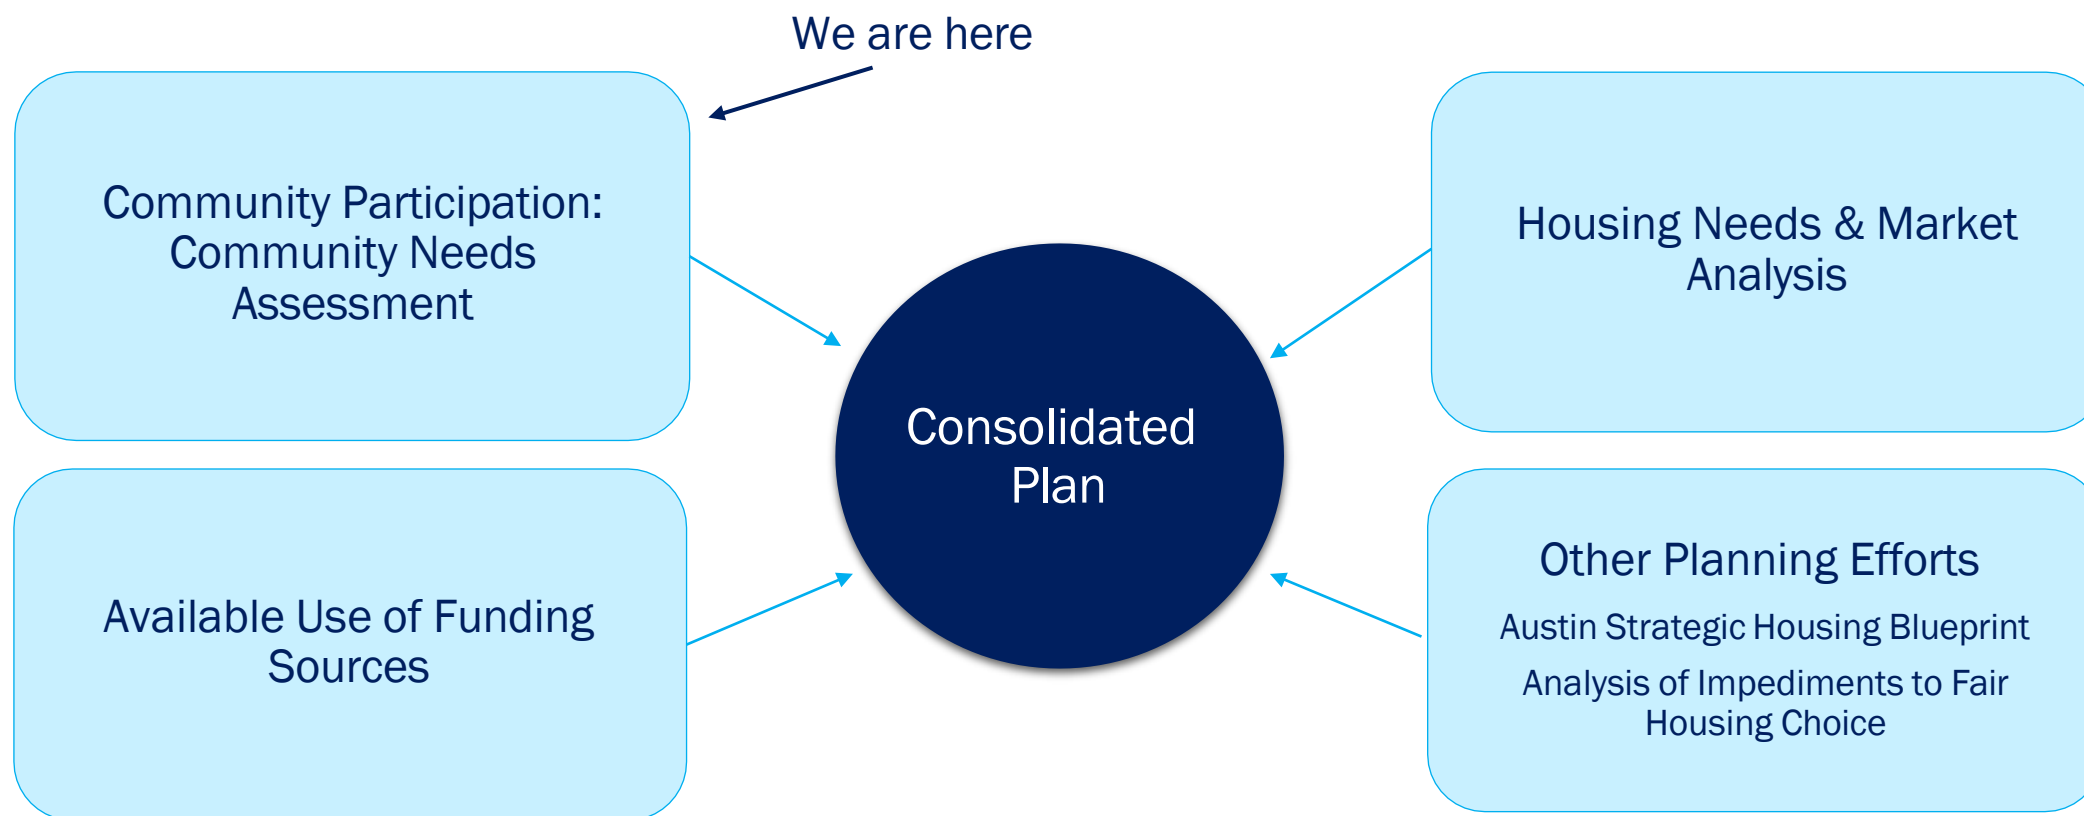 We are here
Community Participation:
Community Needs
Assessment
Housing Needs & Market
Analysis
Consolidated
Plan
Available Use of Funding
Sources
Other Planning Efforts
Austin Strategic Housing Blueprint
Analysis of Impediments to Fair
Housing Choice